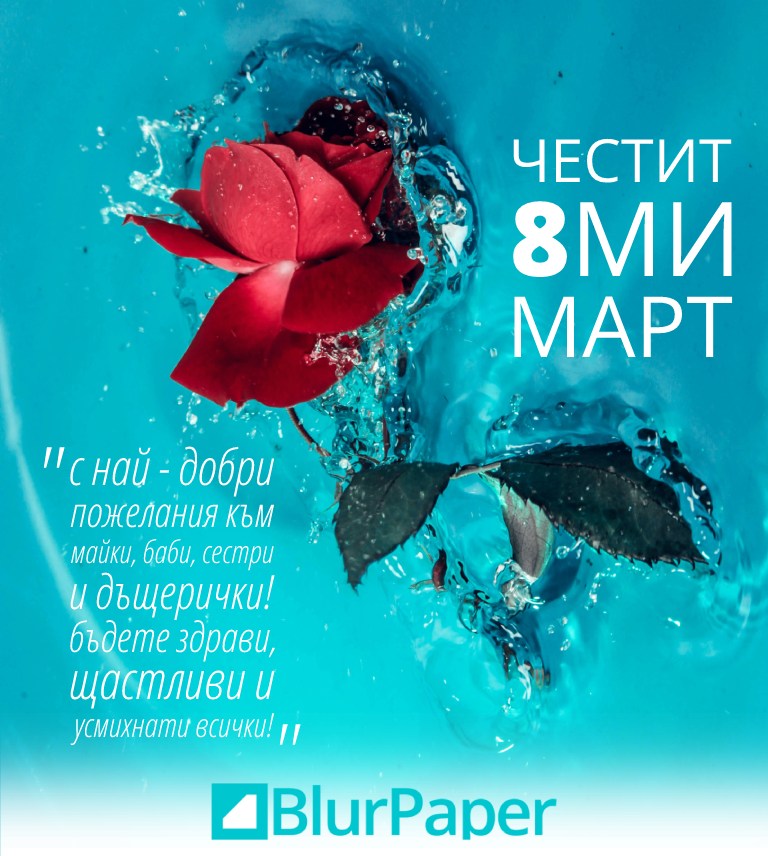 ЧЕСТИТ
8МИ
МАРТ
"с най - добри
пожелания към
майки, баби, сестри
и дъщерички!
бъдете здрави,
щастливи и
усмихнати всички!"
BlurPaper